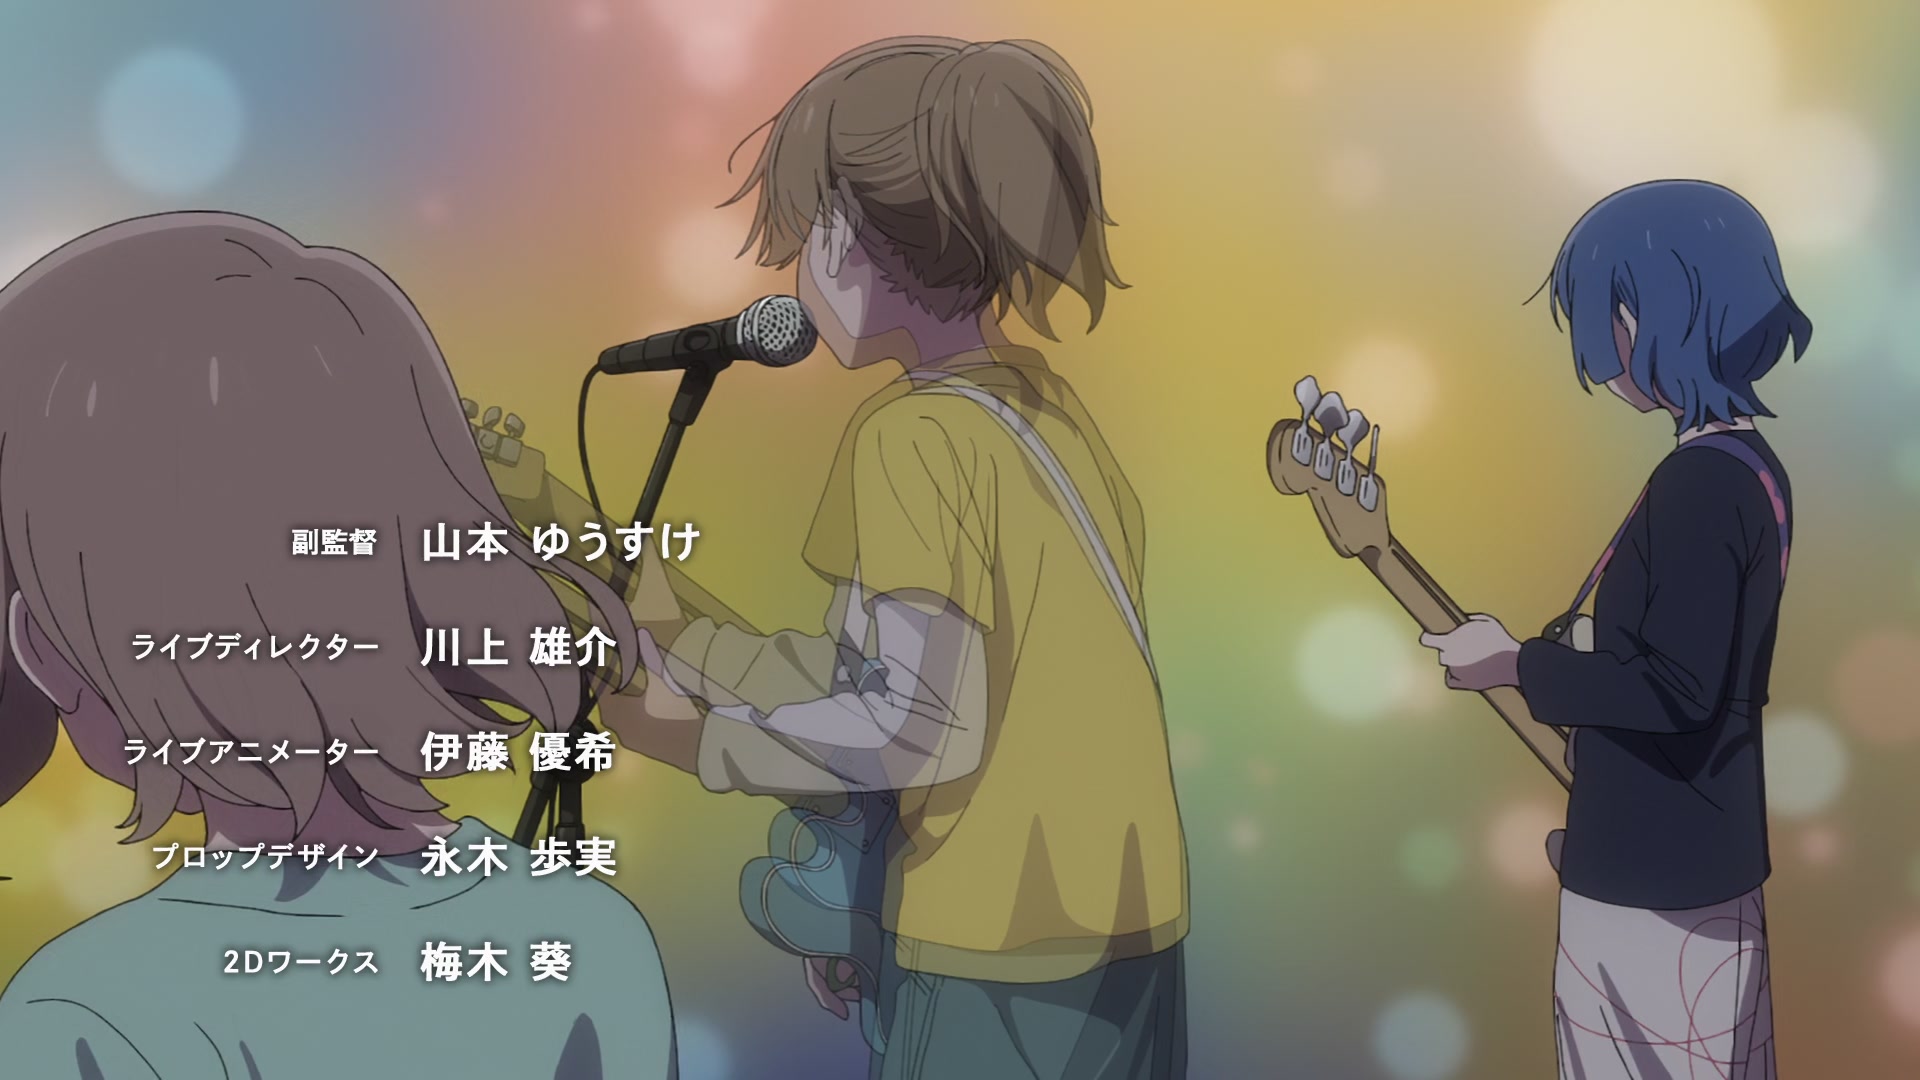 副監督 山本 ゆうすけ
ライブディレクター 川上 雄介
ライブアニメーター 伊藤 優希
プロップデザイン 永木 歩実
2Dワークス 梅木 葵